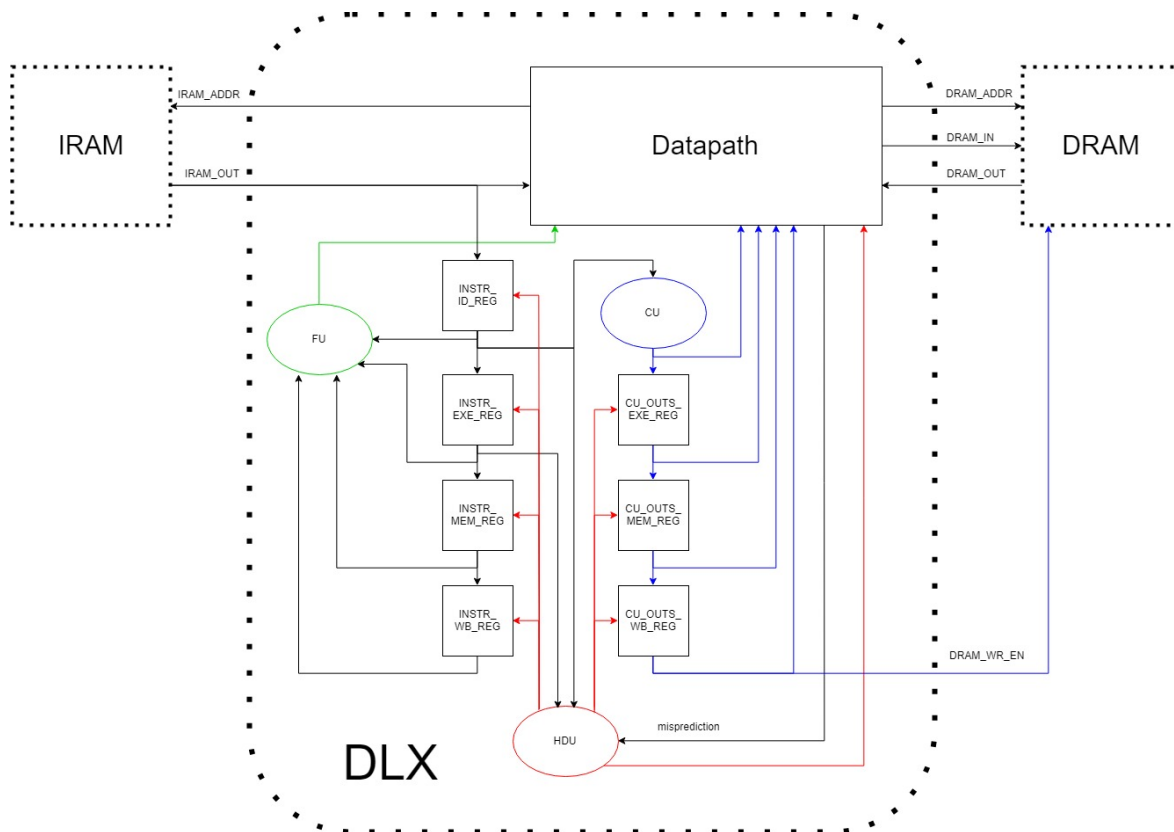 IRAM_ADDR
DRAM_ADDR
IRAM
Datapath
DRAM_IN
DRAM
IRAM_OUT
DRAM_OUT
INSTR_
ID_REG
CU
FU
INSTR_
EXE_REG
CU_OUTS_
EXE_REG
INSTR_
MEM_REG
CU_OUTS_
MEM_REG
INSTR_
WB_REG
CU_OUTS_
WB_REG
DRAM_WR_EN
misprediction
HDU
DLX